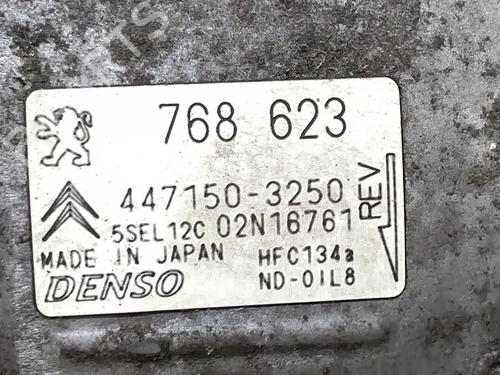 768 623
447150-3250
5SEL12C 02N16761
REV
MADE IN JAPAN HFC134a
DENSO ND-OIL8